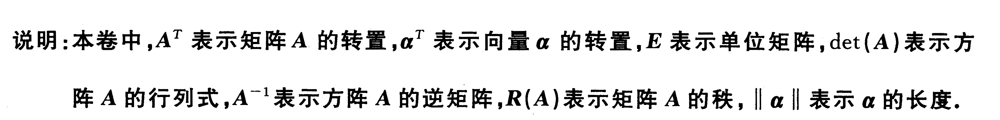 说明:本卷中,Aᵀ 表示矩阵 A 的转置,αᵀ 表示向量 α 的转置,E 表示单位矩阵,det(A)表示方
阵 A 的行列式,A⁻¹表示方阵 A 的逆矩阵,R(A)表示矩阵 A 的秩,‖α‖表示 α 的长度.